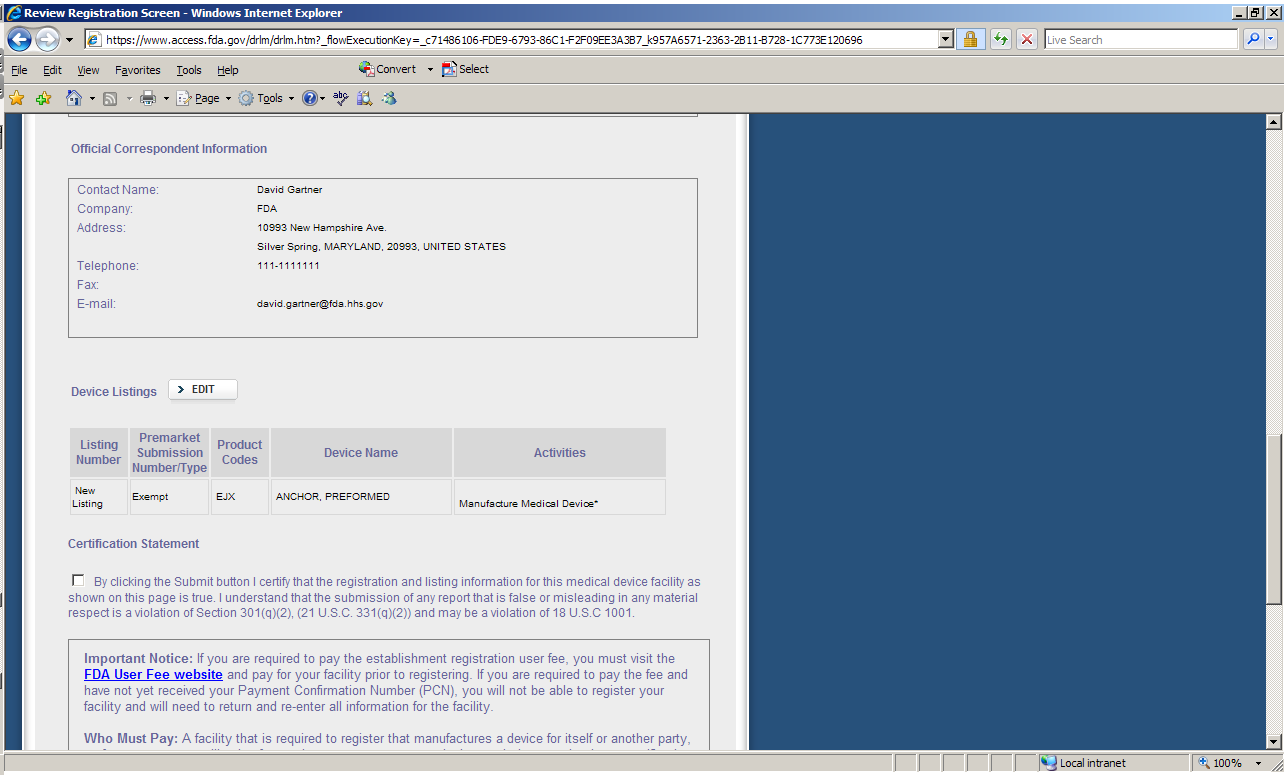 Review Registration Screen - Windows Internet Explorer
https://www.access.fda.gov/drlm/drlm.htm?_flowExecutionKey=_c71486106-FDE9-6793-86C1-F2F09EE3A3B7_k957A6571-2363-2B11-B728-1C773E120696
Live Search
File Edit View Favorites Tools Help
Convert Select
Page Tools
Official Correspondent Information
Contact Name: David Gartner
Company: FDA
Address: 10993 New Hampshire Ave.
Silver Spring, MARYLAND, 20993, UNITED STATES
Telephone: 111-1111111
Fax:
E-mail: david.gartner@fda.hhs.gov
Device Listings EDIT
Listing Number Premarket Submission Number/Type Product Codes Device Name Activities
New Listing Exempt EJX ANCHOR, PREFORMED Manufacture Medical Device*
Certification Statement
By clicking the Submit button I certify that the registration and listing information for this medical device facility as
shown on this page is true. I understand that the submission of any report that is false or misleading in any material
respect is a violation of Section 301(q)(2), (21 U.S.C. 331(q)(2)) and may be a violation of 18 U.S.C 1001.
Important Notice: If you are required to pay the establishment registration user fee, you must visit the
FDA User Fee website and pay for your facility prior to registering. If you are required to pay the fee and
have not yet received your Payment Confirmation Number (PCN), you will not be able to register your
facility and will need to return and re-enter all information for the facility.
Who Must Pay: A facility that is required to register that manufactures a device for itself or another party,
Local intranet 100%